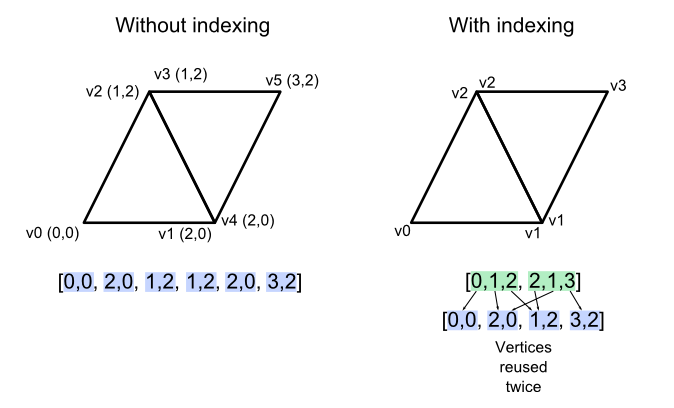 Without indexing
v3 (1,2)
v2 (1,2)
v5 (3,2)
v4 (2,0)
v0 (0,0)
v1 (2,0)
[0,0, 2,0, 1,2, 1,2, 2,0, 3,2]
With indexing
v2
v2
v3
v1
v0
v1
[0,1,2, 2,1,3]
[0,0, 2,0, 1,2, 3,2]
Vertices
reused
twice